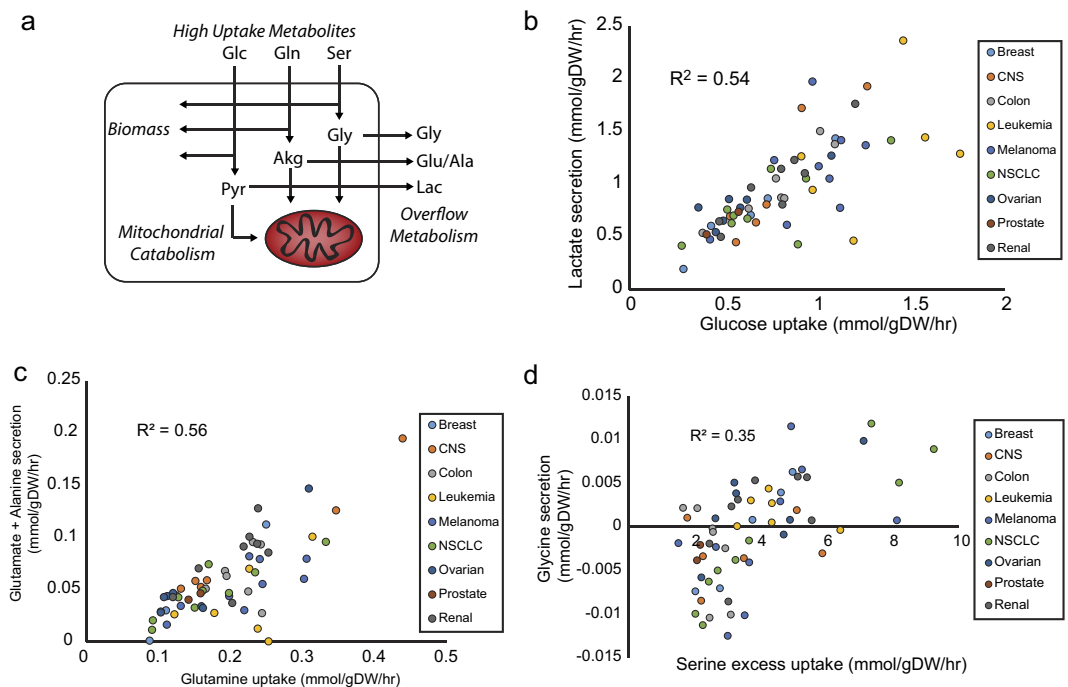 a
High Uptake Metabolites
Glc Gln Ser
Biomass
Gly
Gly
Akg
Glu/Ala
Pyr
Lac
Mitochondrial
Catabolism
Overflow
Metabolism
b
Lactate secretion (mmol/gDW/hr)
2.5
2
1.5
1
0.5
0
R² = 0.54
0 0.5 1 1.5 2
Glucose uptake (mmol/gDW/hr)
Breast
CNS
Colon
Leukemia
Melanoma
NSCLC
Ovarian
Prostate
Renal
c
Glutamate + Alanine secretion
(mmol/gDW/hr)
0.25
0.2
0.15
0.1
0.05
0
R² = 0.56
0 0.1 0.2 0.3 0.4 0.5
Glutamine uptake (mmol/gDW/hr)
Breast
CNS
Colon
Leukemia
Melanoma
NSCLC
Ovarian
Prostate
Renal
d
Glycine secretion
(mmol/gDW/hr)
0.015
0.01
0.005
0
-0.005
-0.01
-0.015
R² = 0.35
2 4 6 8 10
Serine excess uptake (mmol/gDW/hr)
Breast
CNS
Colon
Leukemia
Melanoma
NSCLC
Ovarian
Prostate
Renal